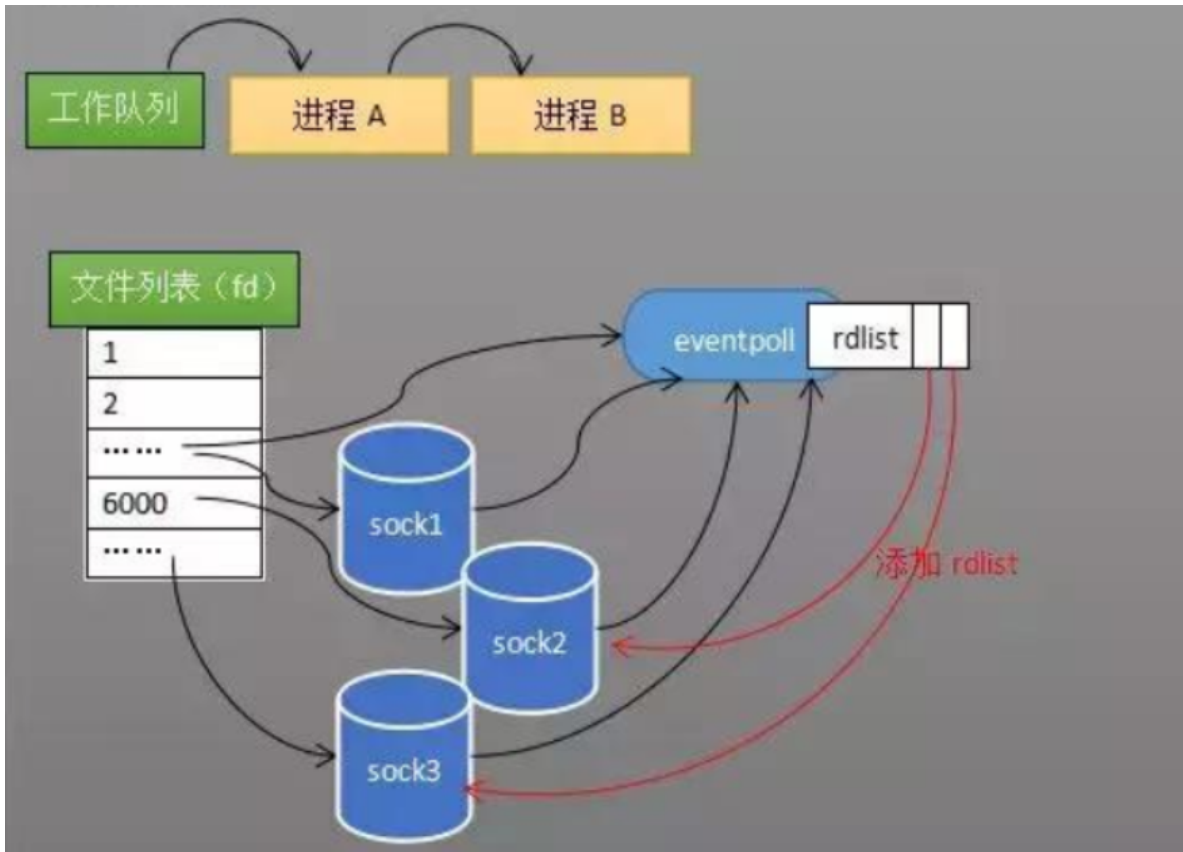 工作队列
进程 A
进程 B
文件列表（fd）
1
2
……
6000
……
eventpoll
rdlist
sock1
sock2
sock3
添加 rdlist